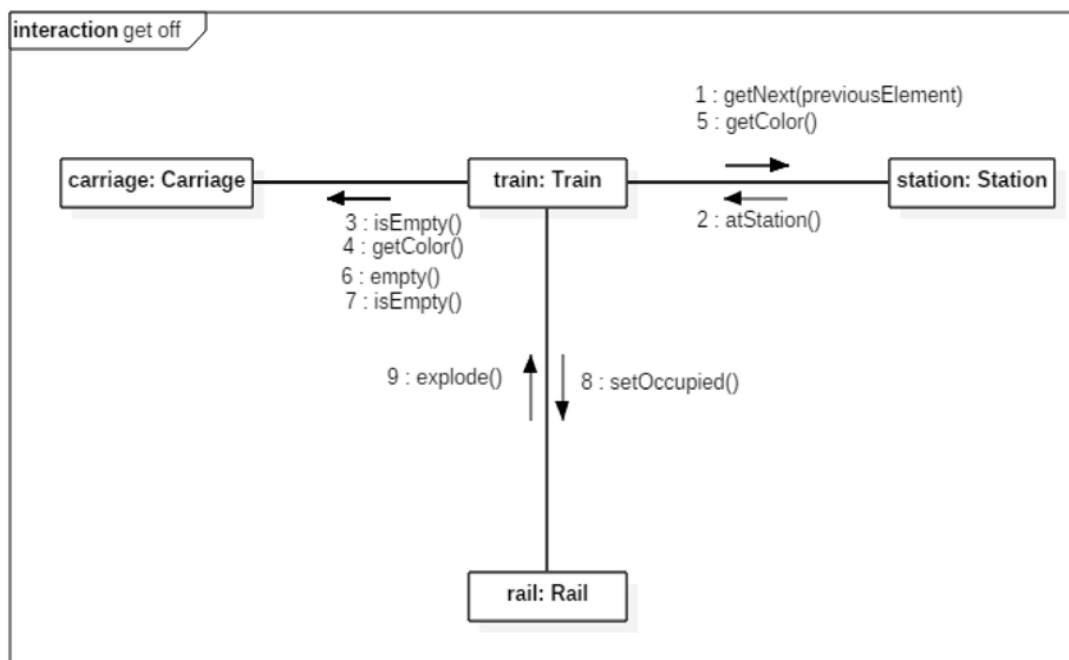 interaction get off
1 : getNext(previousElement)
5 : getColor()
carriage: Carriage
train: Train
station: Station
3 : isEmpty()
4 : getColor()
6 : empty()
7 : isEmpty()
2 : atStation()
9 : explode()
8 : setOccupied()
rail: Rail